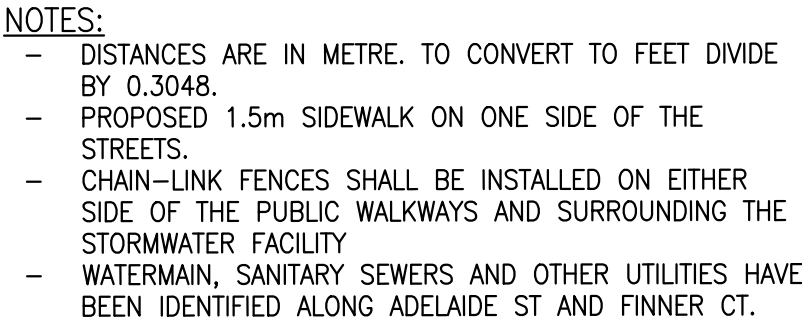 NOTES:
– DISTANCES ARE IN METRE. TO CONVERT TO FEET DIVIDE
BY 0.3048.
– PROPOSED 1.5m SIDEWALK ON ONE SIDE OF THE
STREETS.
– CHAIN–LINK FENCES SHALL BE INSTALLED ON EITHER
SIDE OF THE PUBLIC WALKWAYS AND SURROUNDING THE
STORMWATER FACILITY
– WATERMAIN, SANITARY SEWERS AND OTHER UTILITIES HAVE
BEEN IDENTIFIED ALONG ADELAIDE ST AND FINNER CT.